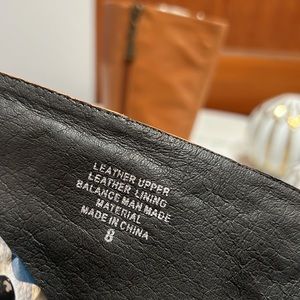 LEATHER UPPER
LEATHER LINING
BALANCE MAN MADE
MATERIAL
MADE IN CHINA
8